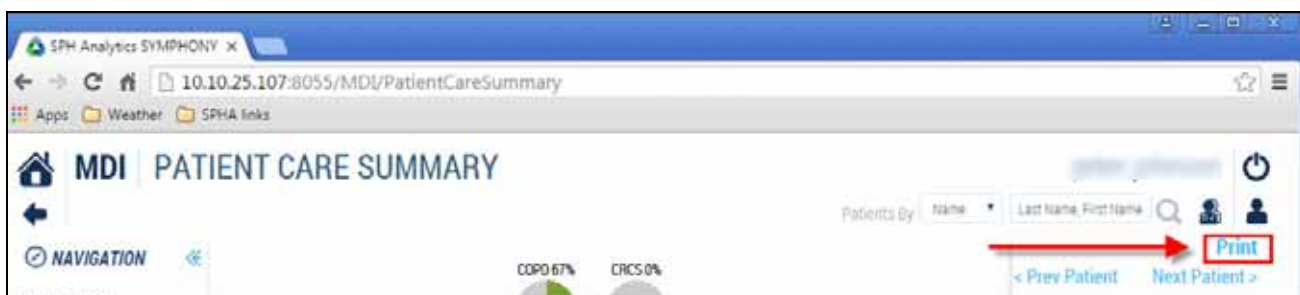 SPH Analytics SYMPHONY ×
10.10.25.107:8055/MDI/PatientCareSummary
Apps Weather SPHA links
MDI PATIENT CARE SUMMARY
Patients By Name Last Name, First Name
NAVIGATION
Print
COPD 67% CRCS 0%
< Prev Patient Next Patient >